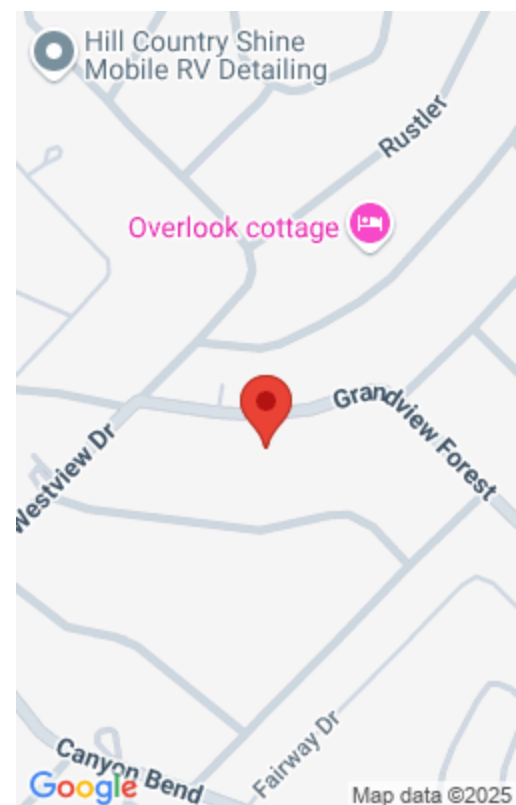 Hill Country Shine
Mobile RV Detailing
Rustler
Overlook cottage
Grandview Forest
Westview Dr
Canyon Bend
Fairway Dr
Google
Map data ©2025